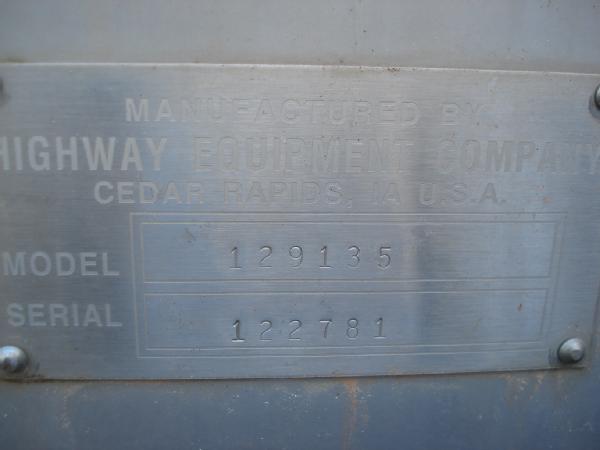 MANUFACTURED BY
HIGHWAY EQUIPMENT COMPANY
CEDAR RAPIDS, IA U.S.A.
MODEL 129135
SERIAL 122781